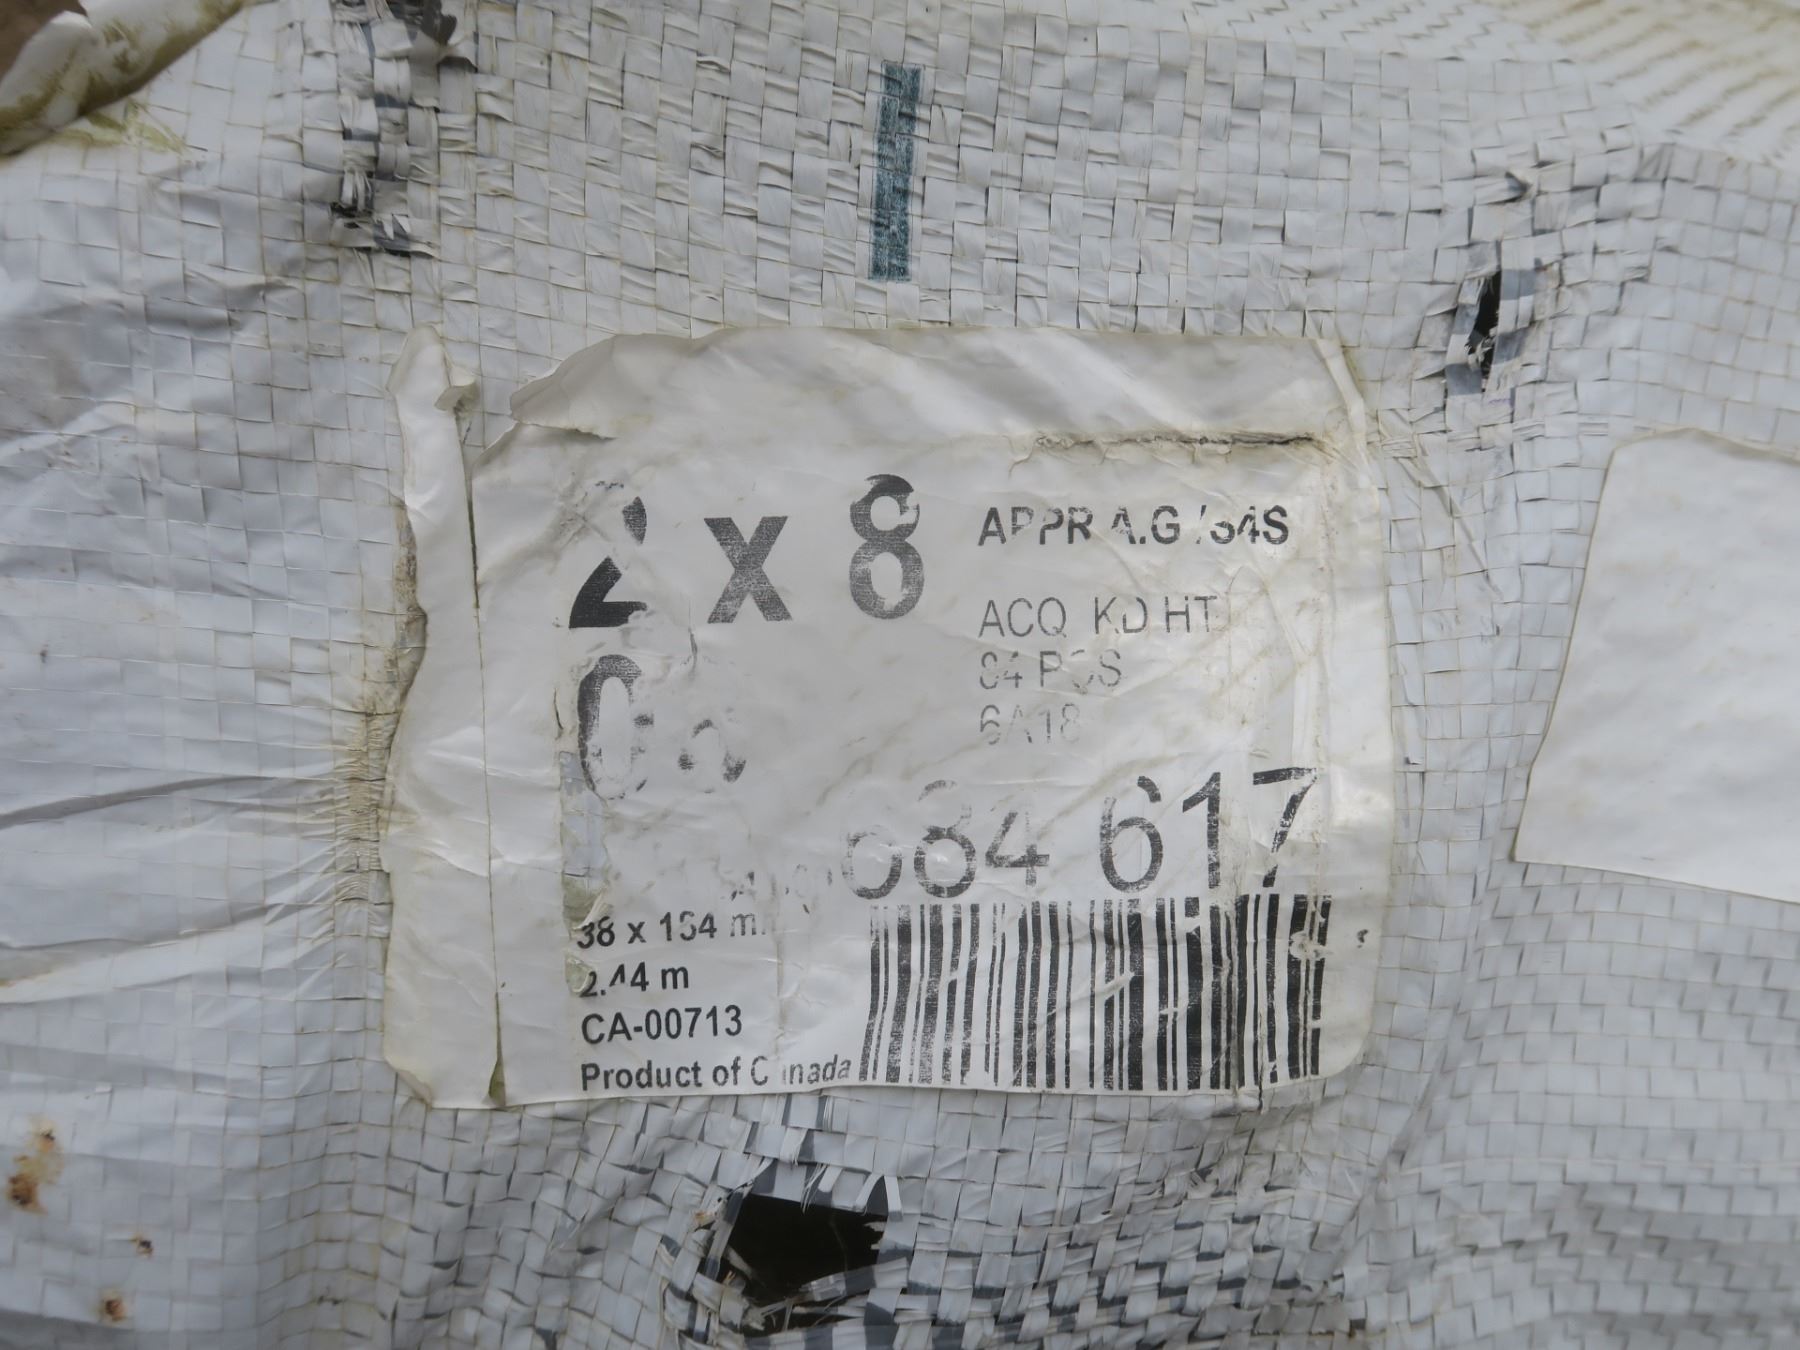 2 x 8
APPR A.G /S4S
ACQ KD HT
84 PCS
6A18
684 617
38 x 184
2.44 m
CA-00713
Product of Canada